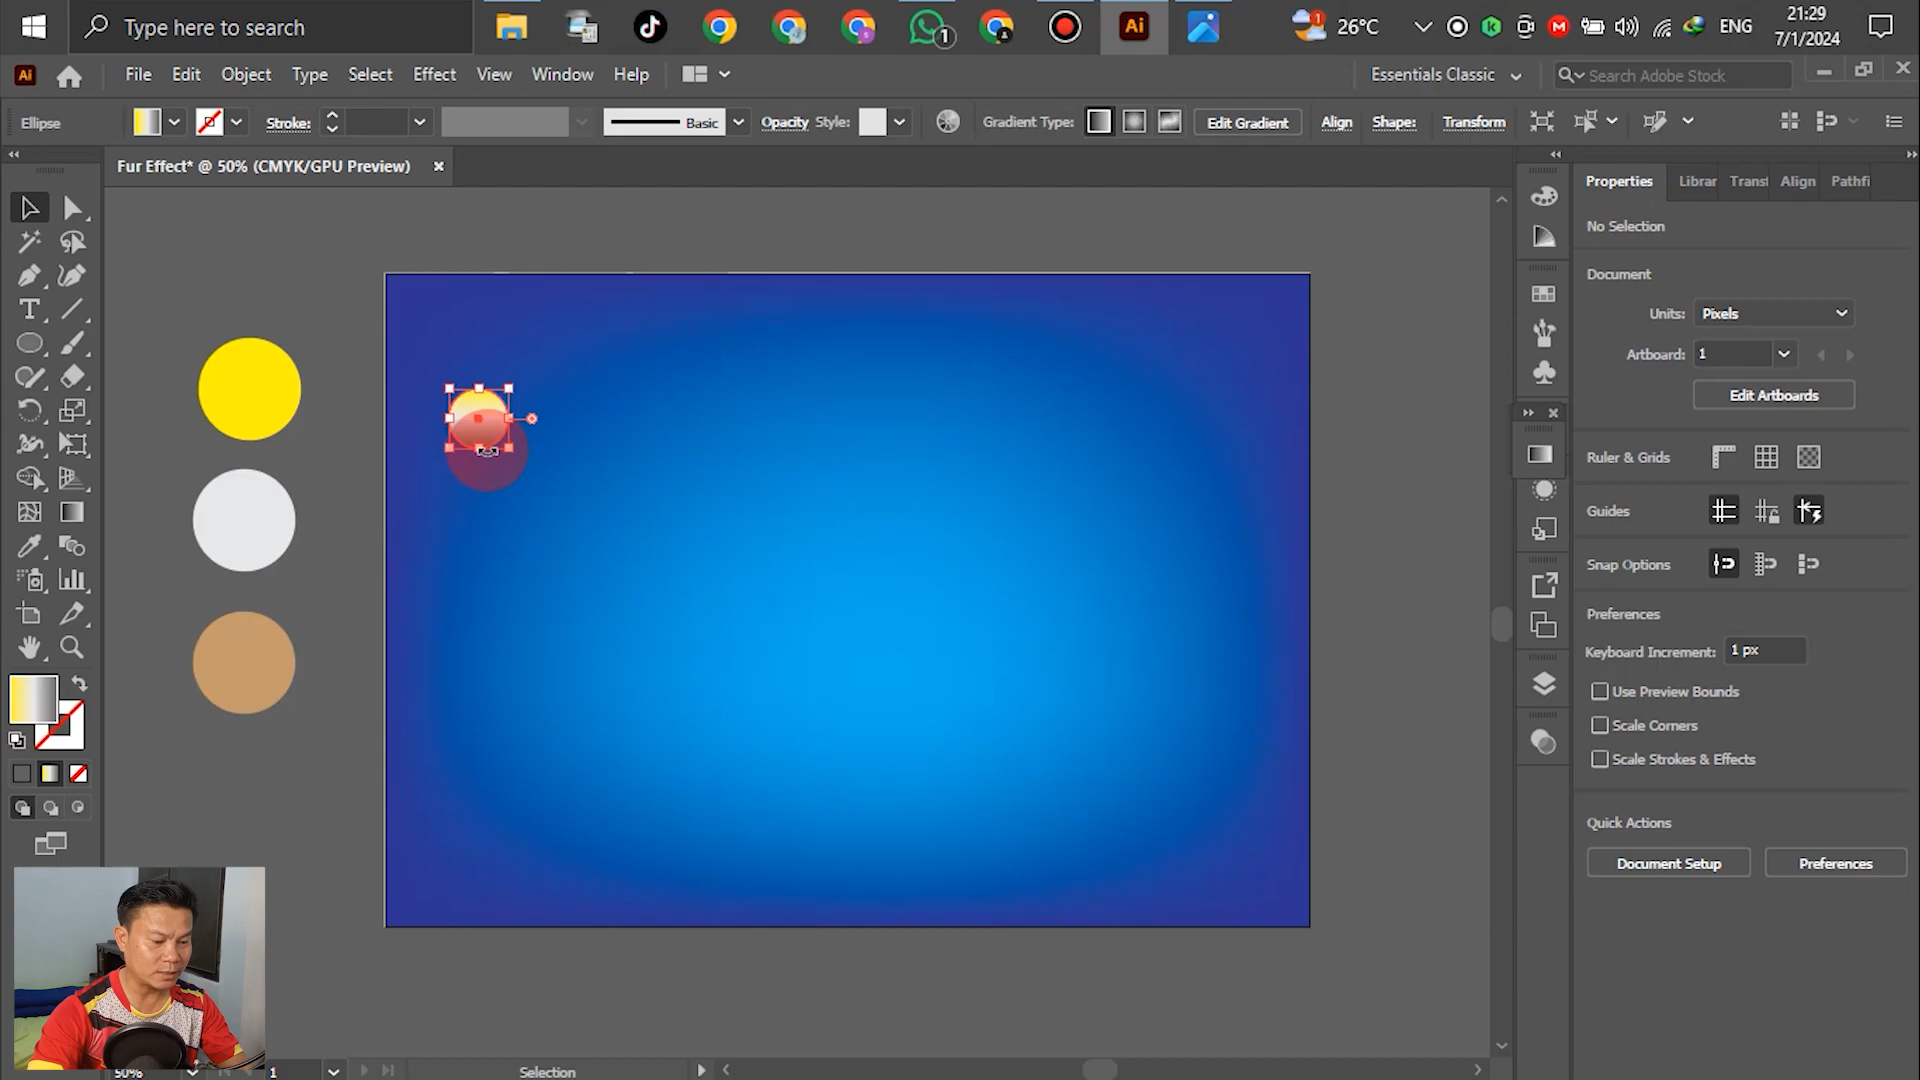 Type here to search
1
1
26°C
ENG
21:29
7/1/2024
Ai
File Edit Object Type Select Effect View Window Help
Essentials Classic
Search Adobe Stock
Ellipse
Stroke:
Basic
Opacity
Style:
Gradient Type:
Edit Gradient
Align
Shape:
Transform
Fur Effect* @ 50% (CMYK/GPU Preview)
Properties
Librar
Transf
Align
Pathfi
No Selection
Document
Units:
Pixels
Artboard:
1
Edit Artboards
Ruler & Grids
Guides
Snap Options
Preferences
Keyboard Increment:
1 px
Use Preview Bounds
Scale Corners
Scale Strokes & Effects
Quick Actions
Document Setup
Preferences
50%
1
Selection